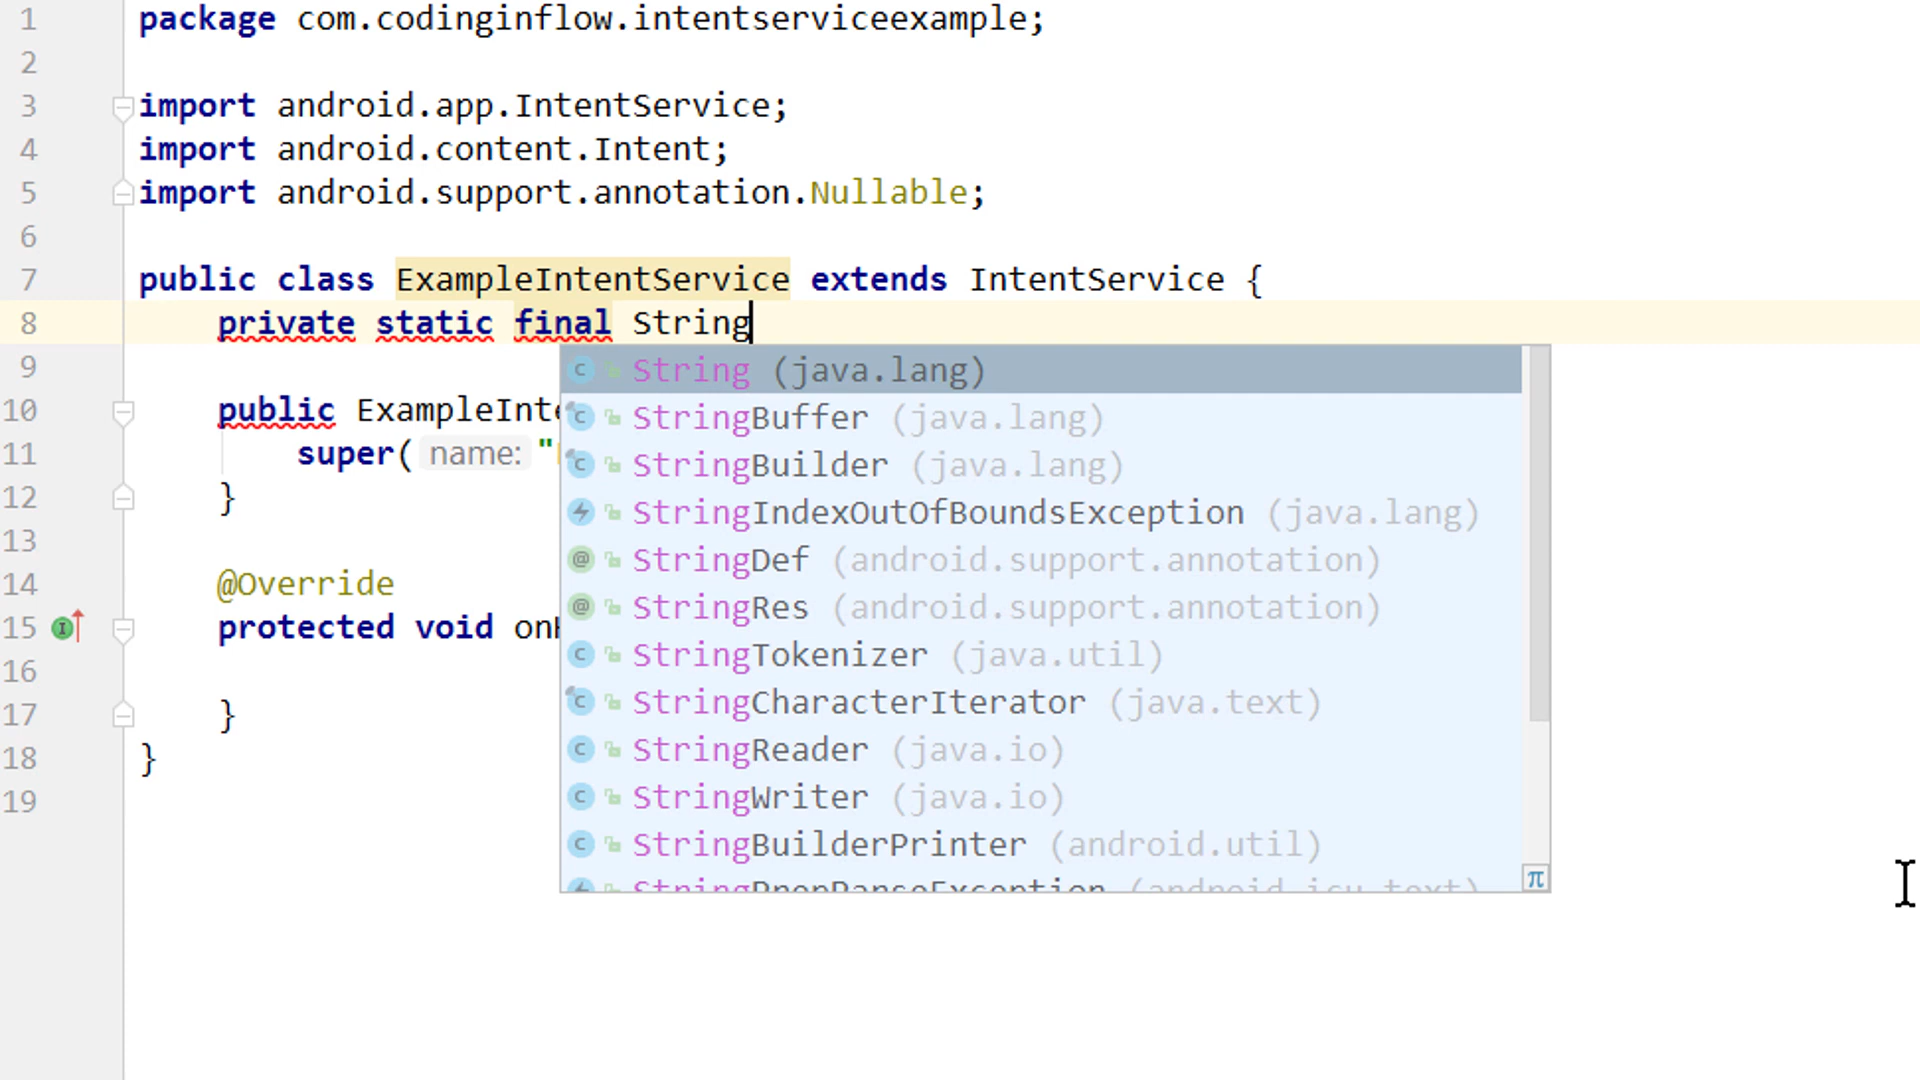 1 package com.codinginflow.intentserviceexample;
2
3 import android.app.IntentService;
4 import android.content.Intent;
5 import android.support.annotation.Nullable;
6
7 public class ExampleIntentService extends IntentService {
8 private static final String
9 String (java.lang)
10 public ExampleInte StringBuffer (java.lang)
11 super( name: " StringBuilder (java.lang)
12 } StringIndexOutOfBoundsException (java.lang)
13 StringDef (android.support.annotation)
14 @Override StringRes (android.support.annotation)
15 protected void on StringTokenizer (java.util)
16 StringCharacterIterator (java.text)
17 } StringReader (java.io)
18 } StringWriter (java.io)
19 StringBuilderPrinter (android.util)
π